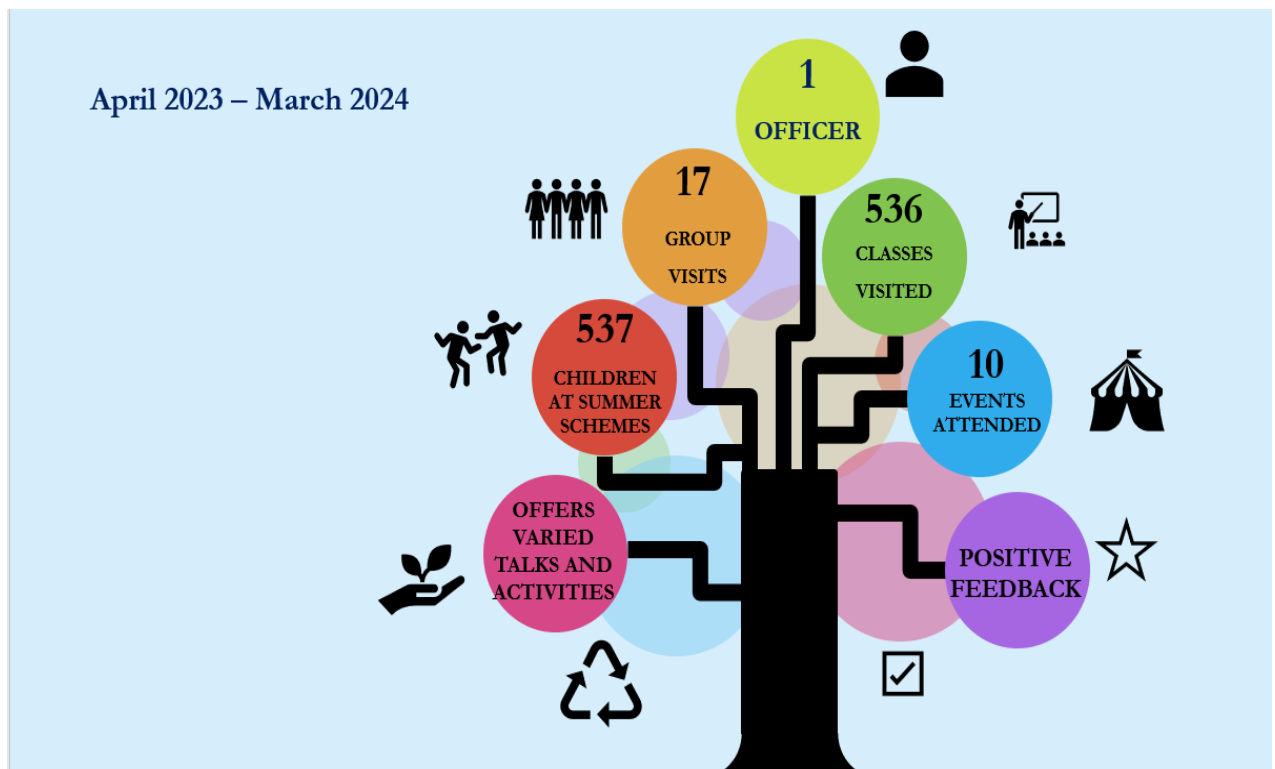 April 2023 – March 2024
1
OFFICER
17
GROUP
VISITS
536
CLASSES
VISITED
537
CHILDREN
AT SUMMER
SCHEMES
10
EVENTS
ATTENDED
OFFERS
VARIED
TALKS AND
ACTIVITIES
POSITIVE
FEEDBACK